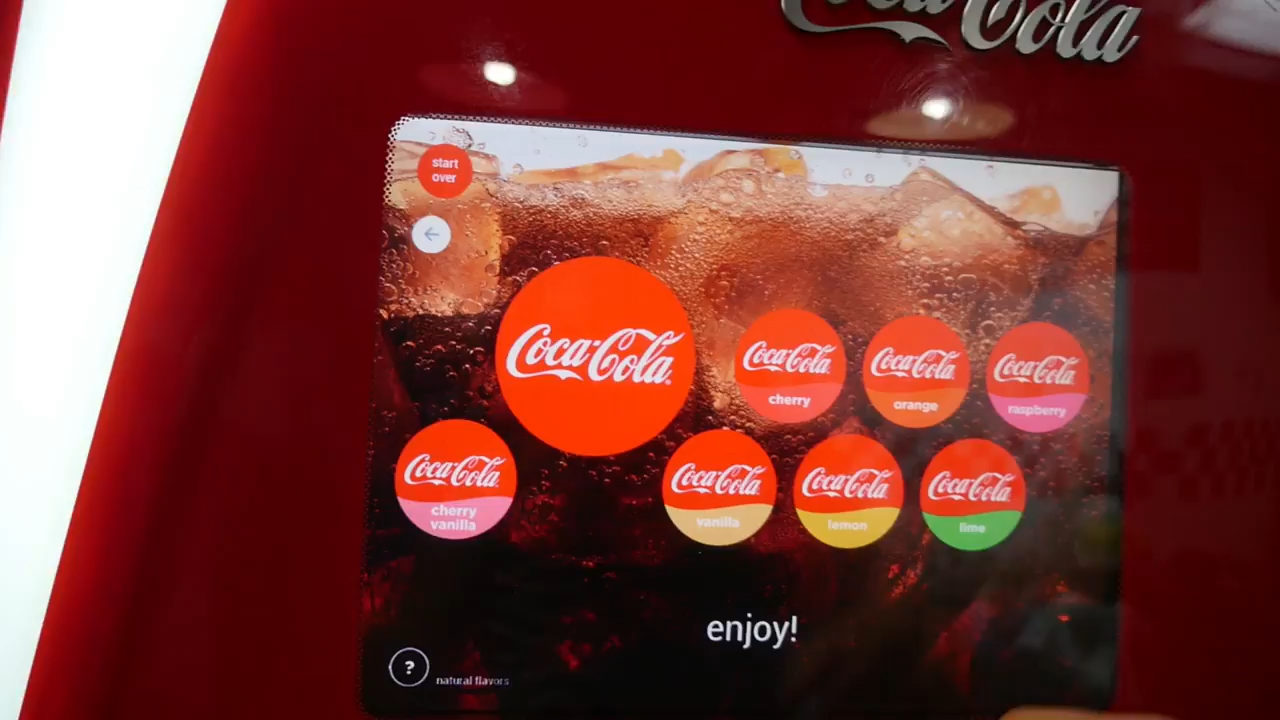 Coca-Cola
start
over
Coca-Cola
Coca-Cola
cherry
Coca-Cola
orange
Coca-Cola
raspberry
Coca-Cola
cherry
vanilla
Coca-Cola
vanilla
Coca-Cola
lemon
Coca-Cola
lime
enjoy!
?
natural flavors